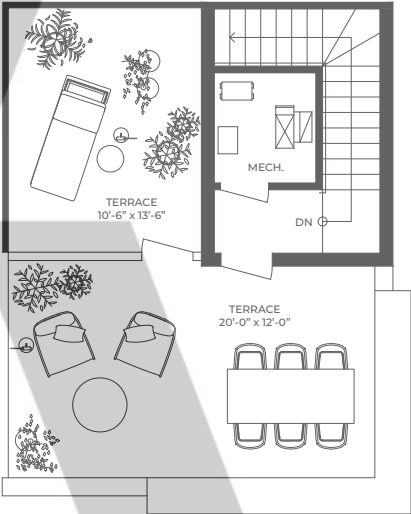 MECH.
TERRACE
10'-6" x 13'-6"
DN
TERRACE
20'-0" x 12'-0"